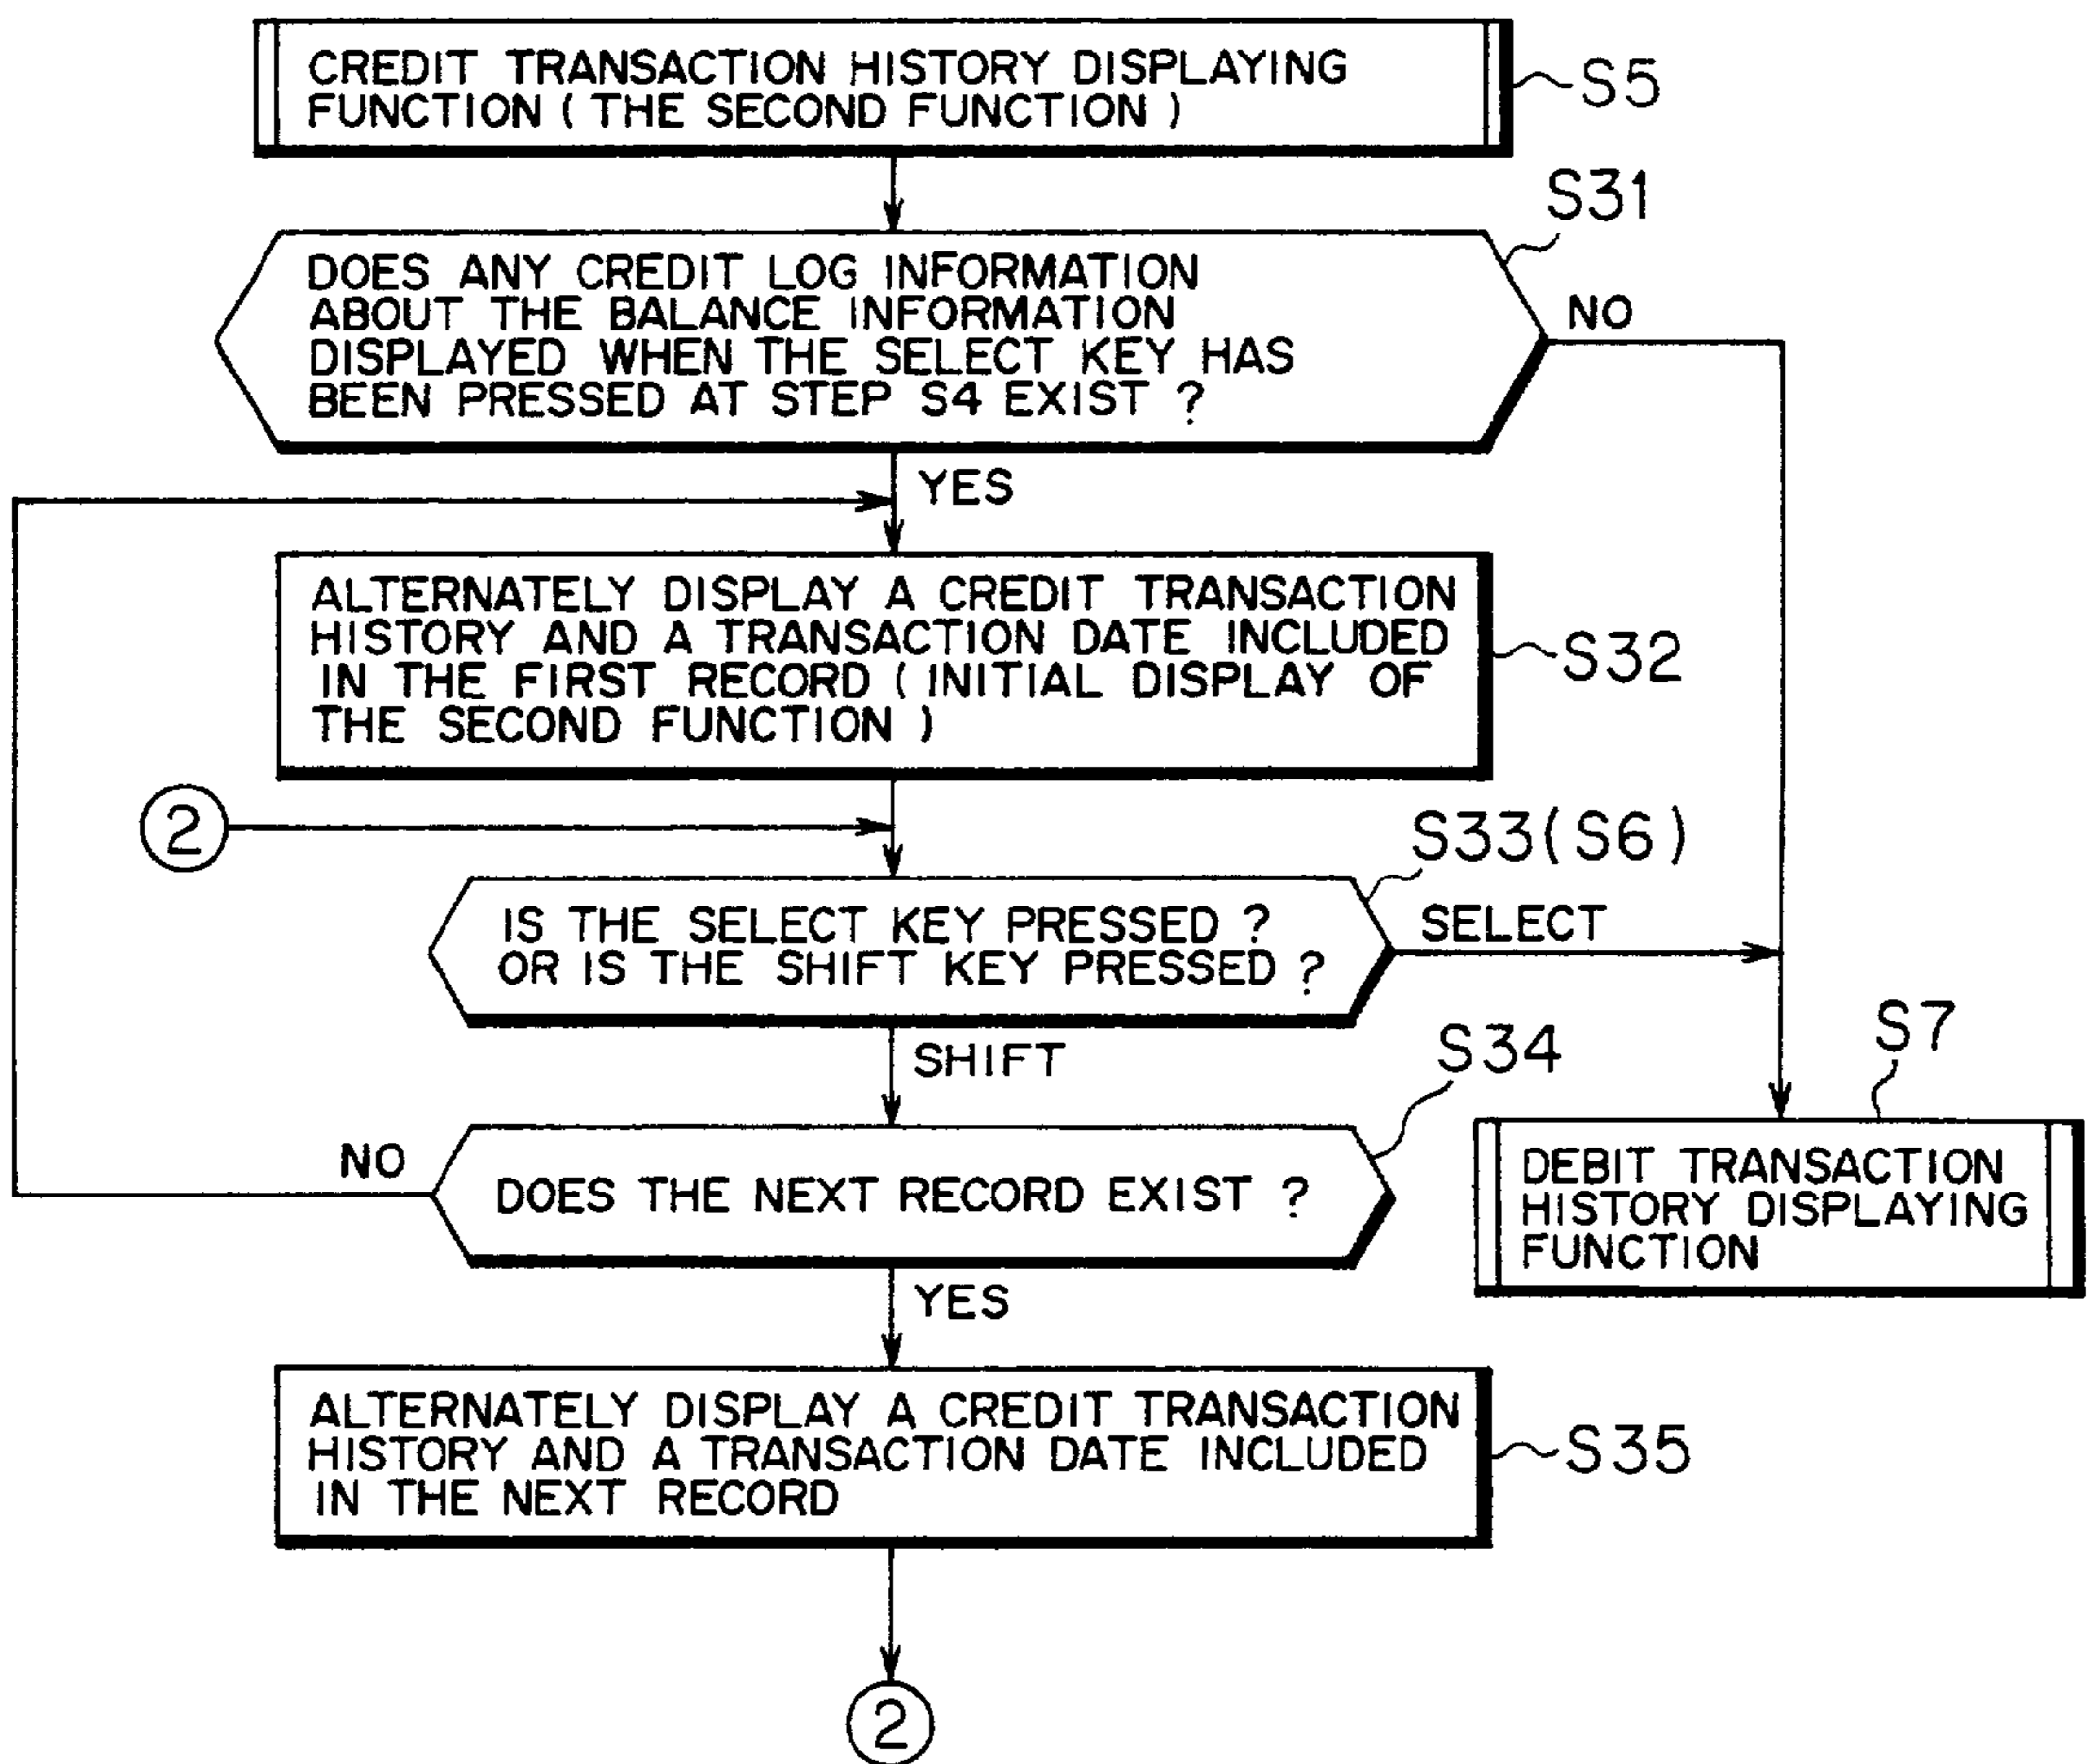 CREDIT TRANSACTION HISTORY DISPLAYING
FUNCTION ( THE SECOND FUNCTION )
S5
S31
DOES ANY CREDIT LOG INFORMATION
ABOUT THE BALANCE INFORMATION
DISPLAYED WHEN THE SELECT KEY HAS
BEEN PRESSED AT STEP S4 EXIST ?
NO
YES
ALTERNATELY DISPLAY A CREDIT TRANSACTION
HISTORY AND A TRANSACTION DATE INCLUDED
IN THE FIRST RECORD ( INITIAL DISPLAY OF
THE SECOND FUNCTION )
S32
2
S33(S6)
IS THE SELECT KEY PRESSED ?
OR IS THE SHIFT KEY PRESSED ?
SELECT
SHIFT
S34
S7
NO
DOES THE NEXT RECORD EXIST ?
DEBIT TRANSACTION
HISTORY DISPLAYING
FUNCTION
YES
ALTERNATELY DISPLAY A CREDIT TRANSACTION
HISTORY AND A TRANSACTION DATE INCLUDED
IN THE NEXT RECORD
S35
2